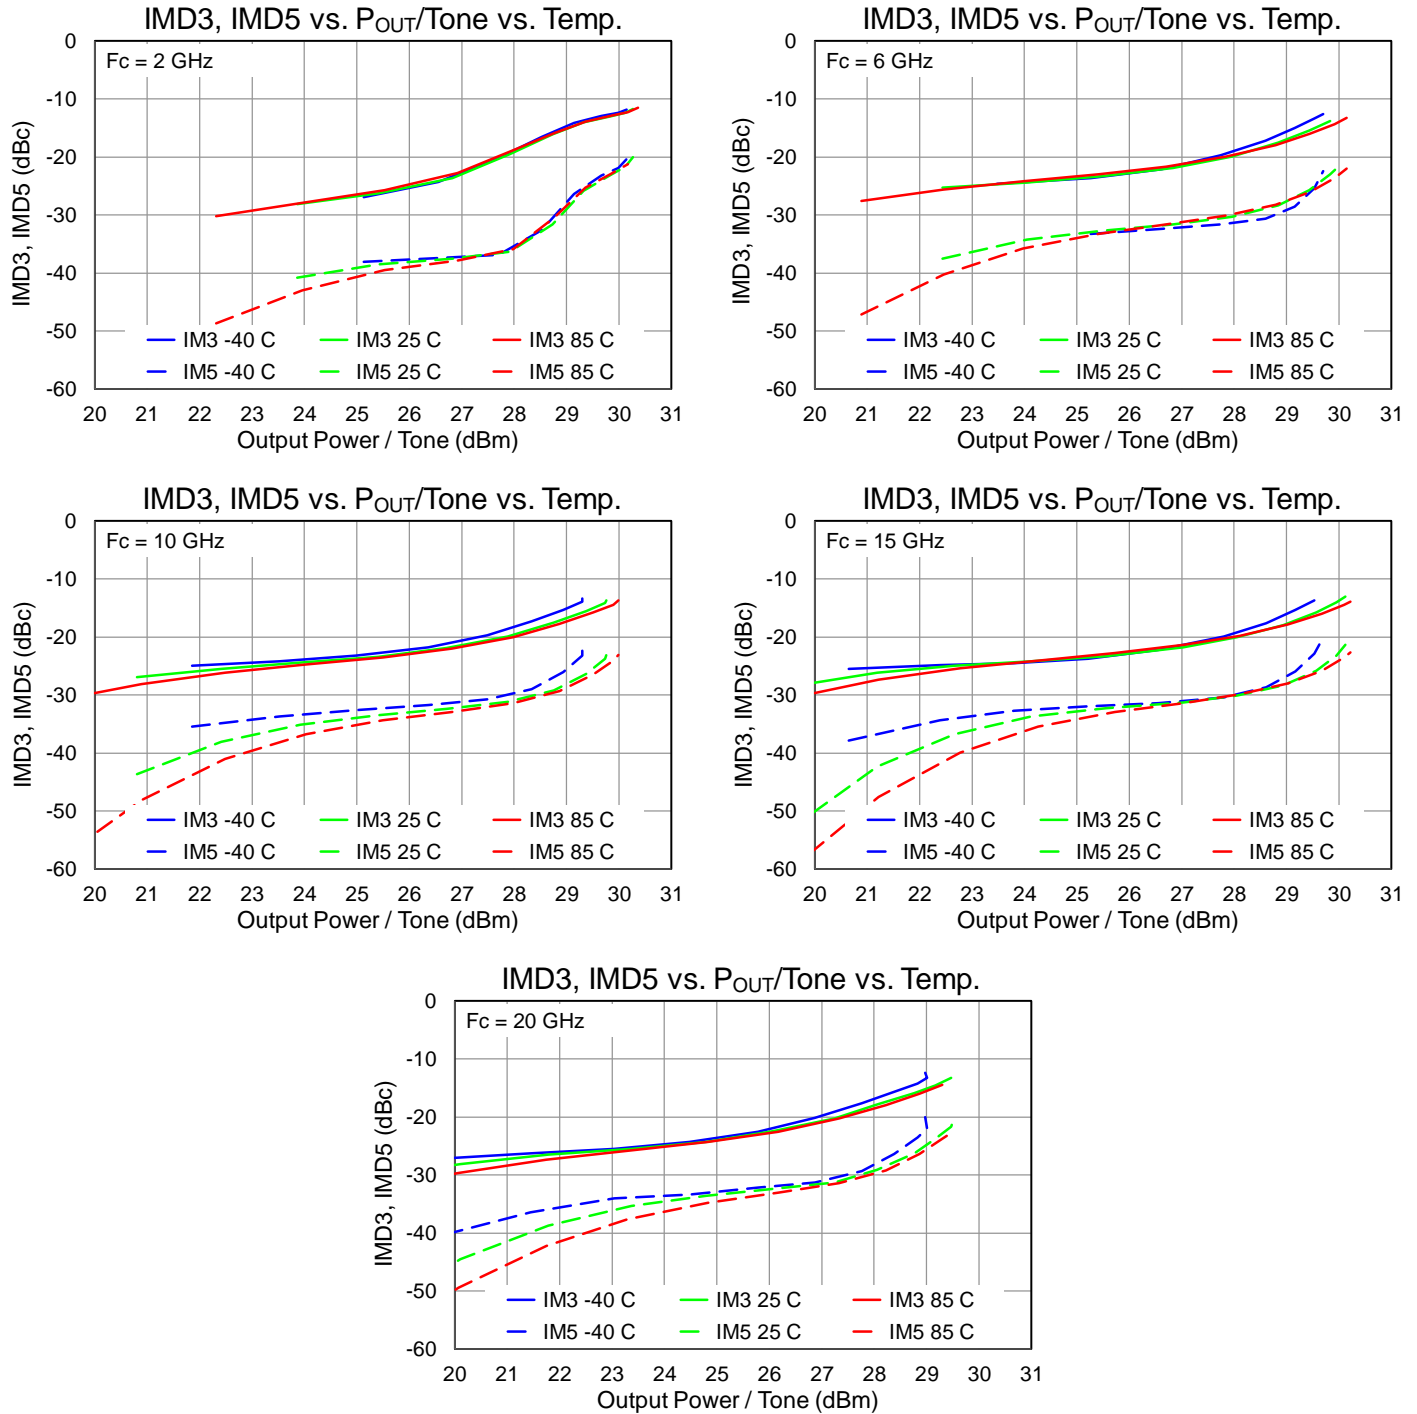 IMD3, IMD5 vs. POUT/Tone vs. Temp.
Fc = 2 GHz
IMD3, IMD5 (dBc)
0
-10
-20
-30
-40
-50
-60
IM3 -40 C IM3 25 C IM3 85 C
IM5 -40 C IM5 25 C IM5 85 C
20 21 22 23 24 25 26 27 28 29 30 31
Output Power / Tone (dBm)
IMD3, IMD5 vs. POUT/Tone vs. Temp.
Fc = 6 GHz
IMD3, IMD5 (dBc)
0
-10
-20
-30
-40
-50
-60
IM3 -40 C IM3 25 C IM3 85 C
IM5 -40 C IM5 25 C IM5 85 C
20 21 22 23 24 25 26 27 28 29 30 31
Output Power / Tone (dBm)
IMD3, IMD5 vs. POUT/Tone vs. Temp.
Fc = 10 GHz
IMD3, IMD5 (dBc)
0
-10
-20
-30
-40
-50
-60
IM3 -40 C IM3 25 C IM3 85 C
IM5 -40 C IM5 25 C IM5 85 C
20 21 22 23 24 25 26 27 28 29 30 31
Output Power / Tone (dBm)
IMD3, IMD5 vs. POUT/Tone vs. Temp.
Fc = 15 GHz
IMD3, IMD5 (dBc)
0
-10
-20
-30
-40
-50
-60
IM3 -40 C IM3 25 C IM3 85 C
IM5 -40 C IM5 25 C IM5 85 C
20 21 22 23 24 25 26 27 28 29 30 31
Output Power / Tone (dBm)
IMD3, IMD5 vs. POUT/Tone vs. Temp.
Fc = 20 GHz
IMD3, IMD5 (dBc)
0
-10
-20
-30
-40
-50
-60
IM3 -40 C IM3 25 C IM3 85 C
IM5 -40 C IM5 25 C IM5 85 C
20 21 22 23 24 25 26 27 28 29 30 31
Output Power / Tone (dBm)